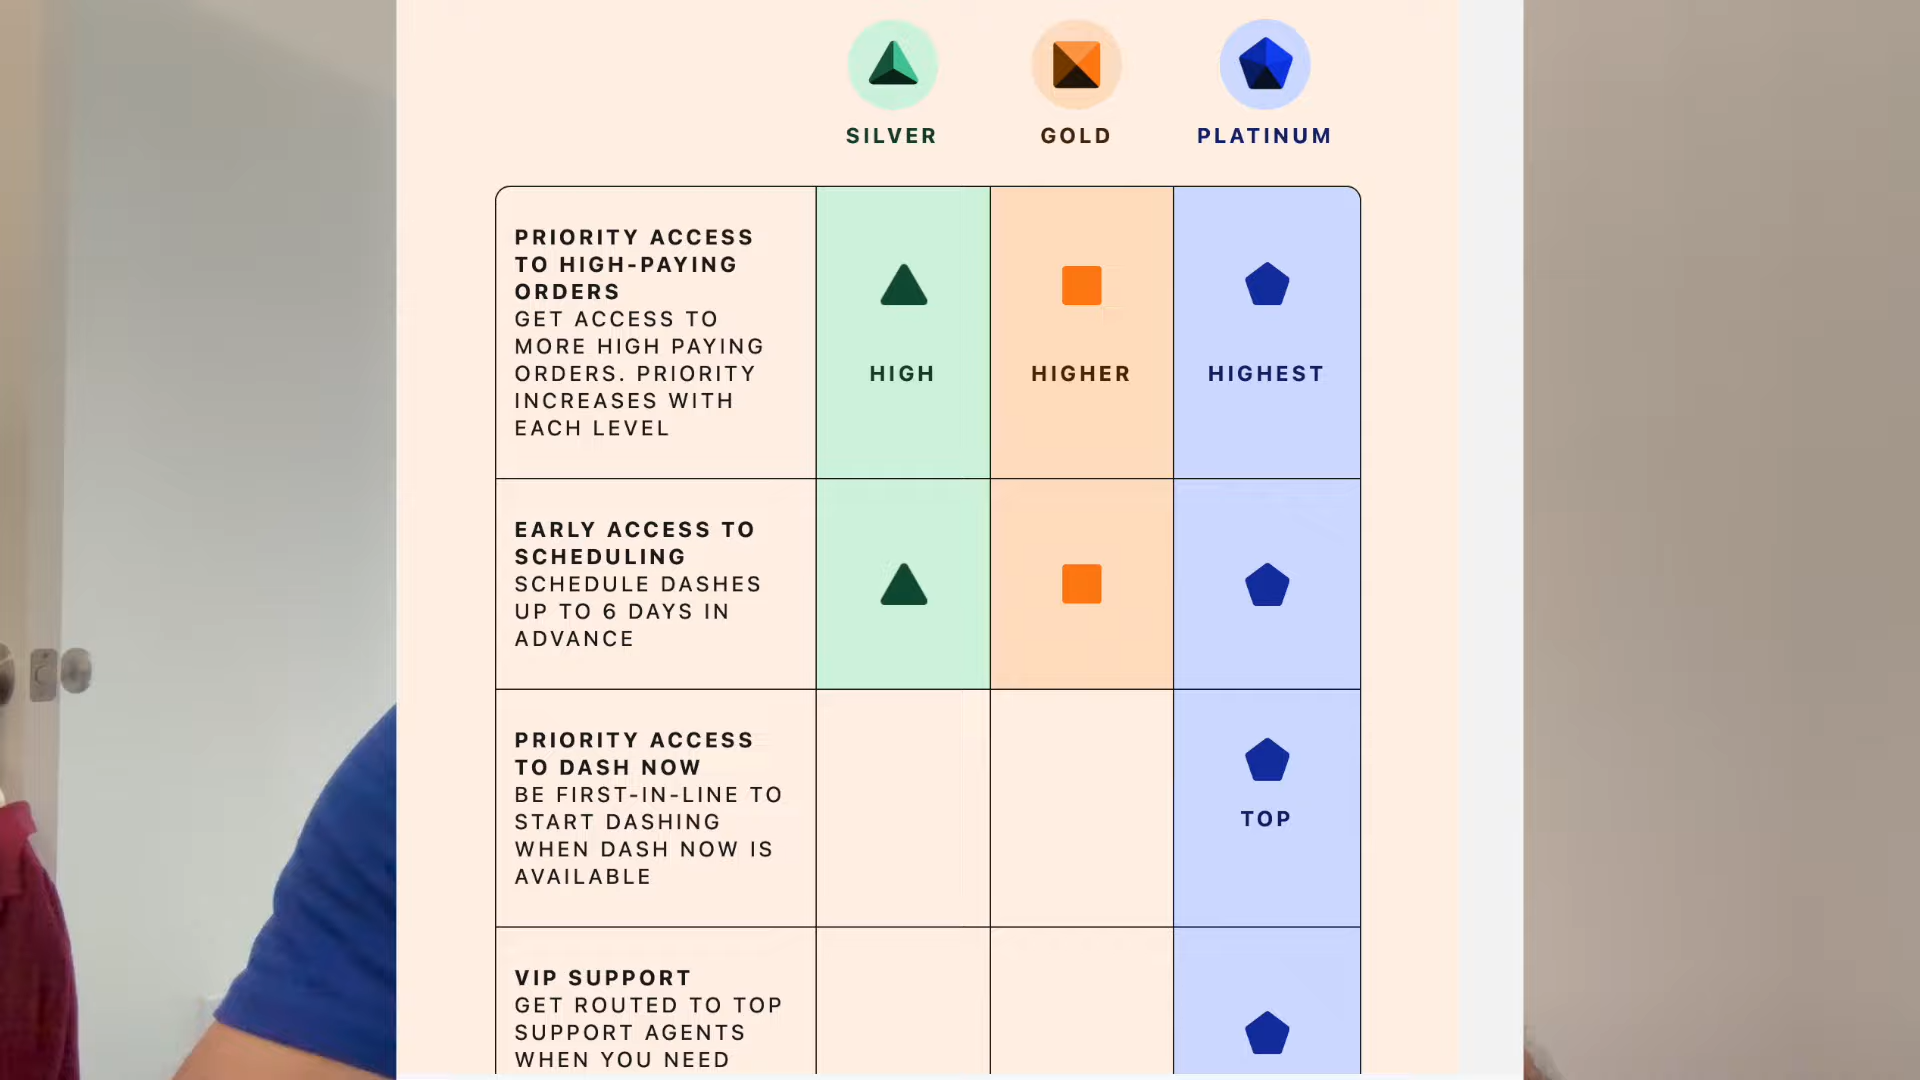 SILVER
GOLD
PLATINUM
PRIORITY ACCESS
TO HIGH-PAYING
ORDERS
GET ACCESS TO
MORE HIGH PAYING
ORDERS. PRIORITY
INCREASES WITH
EACH LEVEL
HIGH
HIGHER
HIGHEST
EARLY ACCESS TO
SCHEDULING
SCHEDULE DASHES
UP TO 6 DAYS IN
ADVANCE
PRIORITY ACCESS
TO DASH NOW
BE FIRST-IN-LINE TO
START DASHING
WHEN DASH NOW IS
AVAILABLE
TOP
VIP SUPPORT
GET ROUTED TO TOP
SUPPORT AGENTS
WHEN YOU NEED